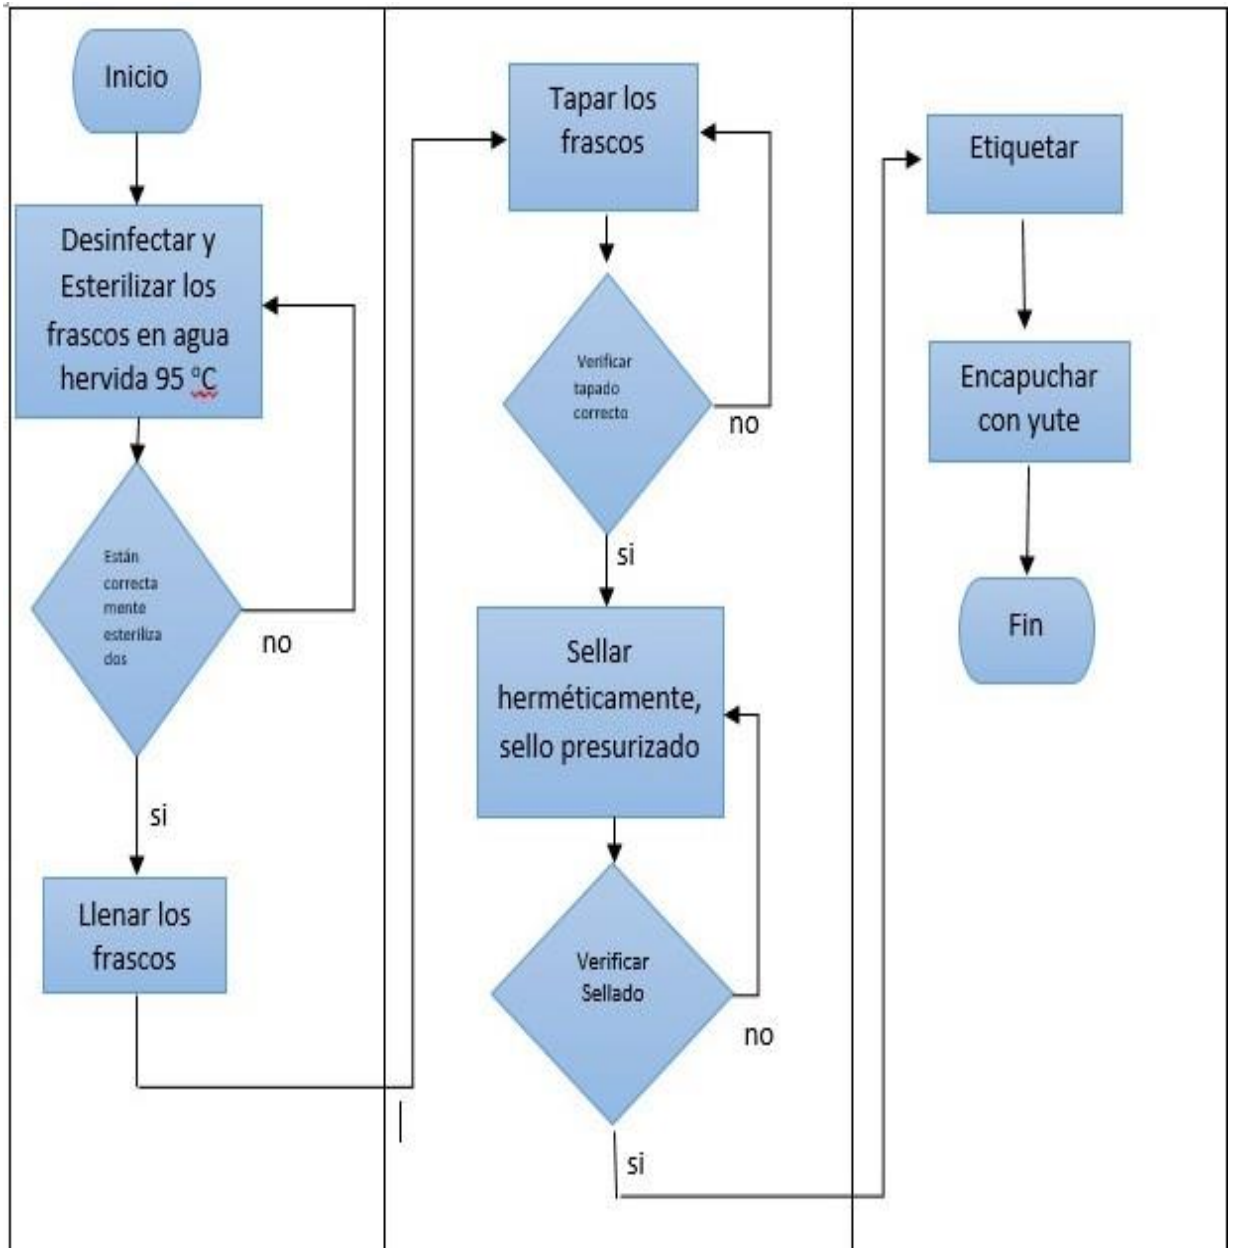 Inicio
Desinfectar y
Esterilizar los
frascos en agua
hervida 95 ºC
Están
correcta
mente
esteriliza
dos
no
si
Llenar los
frascos
Tapar los
frascos
Verificar
tapado
correcto
no
si
Sellar
herméticamente,
sello presurizado
Verificar
Sellado
no
si
Etiquetar
Encapuchar
con yute
Fin